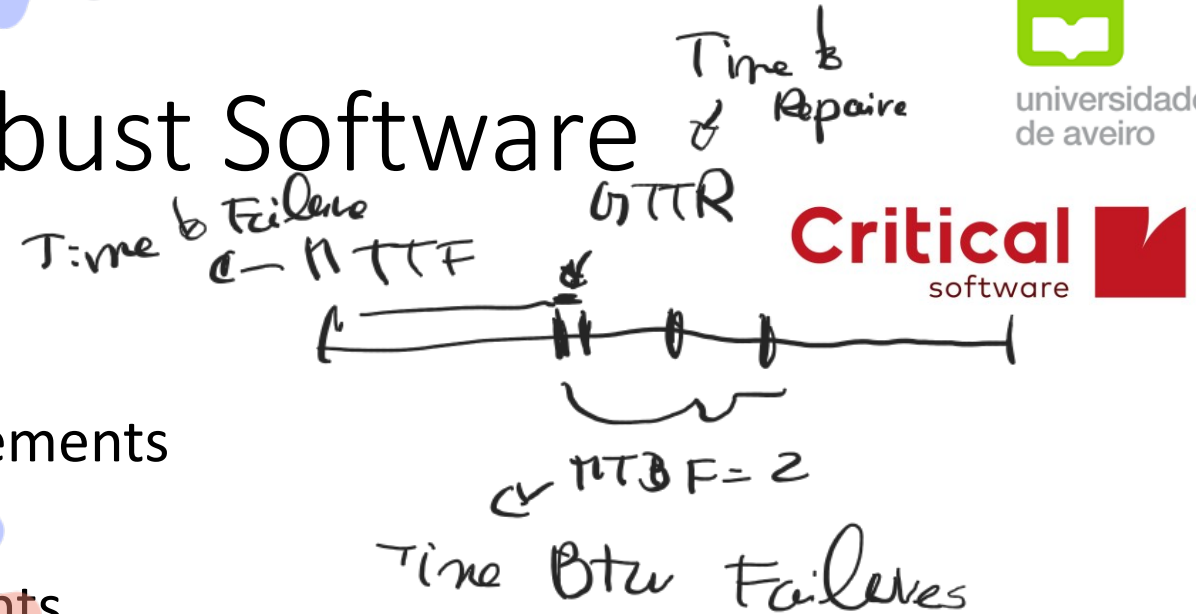 Time to
Repaire
bust Software
universidade
de aveiro
Time to Failure
MTTF
MTTR
Critical
software
ements
MTBF = 2
Time Btw Failures
nts